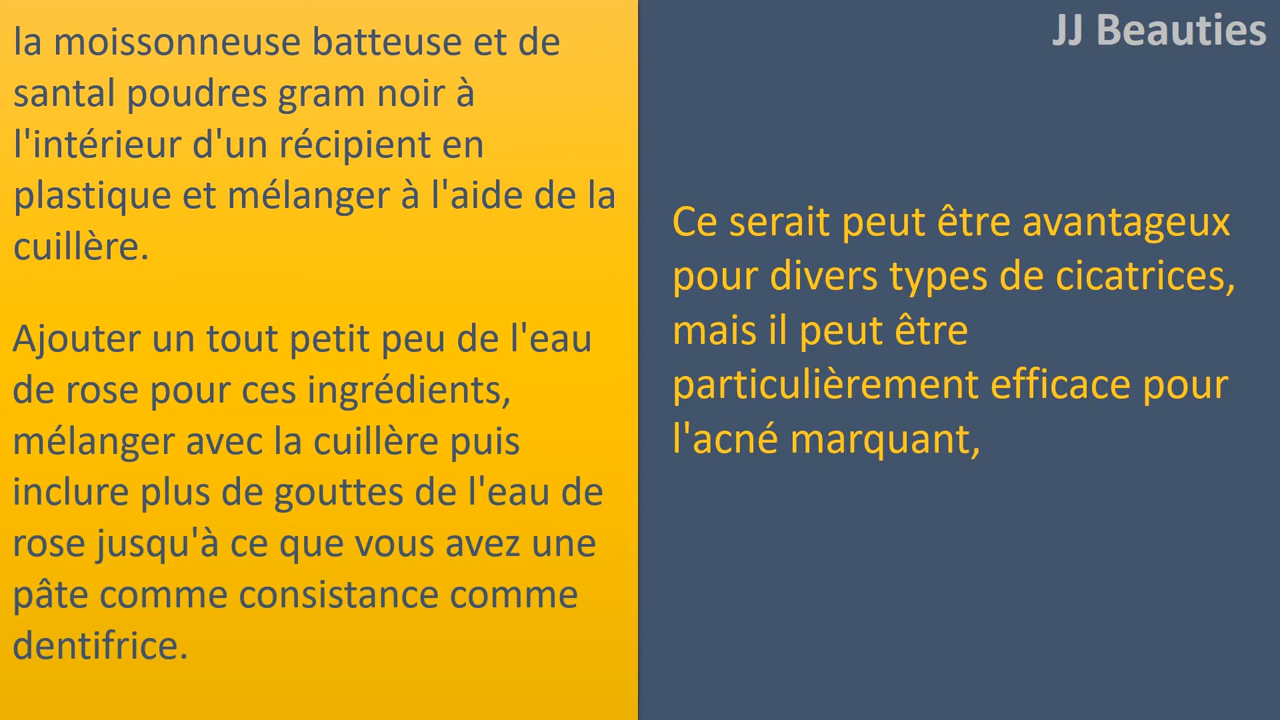 la moissonneuse batteuse et de
santal poudres gram noir à
l'intérieur d'un récipient en
plastique et mélanger à l'aide de la
cuillère.
Ajouter un tout petit peu de l'eau
de rose pour ces ingrédients,
mélanger avec la cuillère puis
inclure plus de gouttes de l'eau de
rose jusqu'à ce que vous avez une
pâte comme consistance comme
dentifrice.
JJ Beauties
Ce serait peut être avantageux
pour divers types de cicatrices,
mais il peut être
particulièrement efficace pour
l'acné marquant,